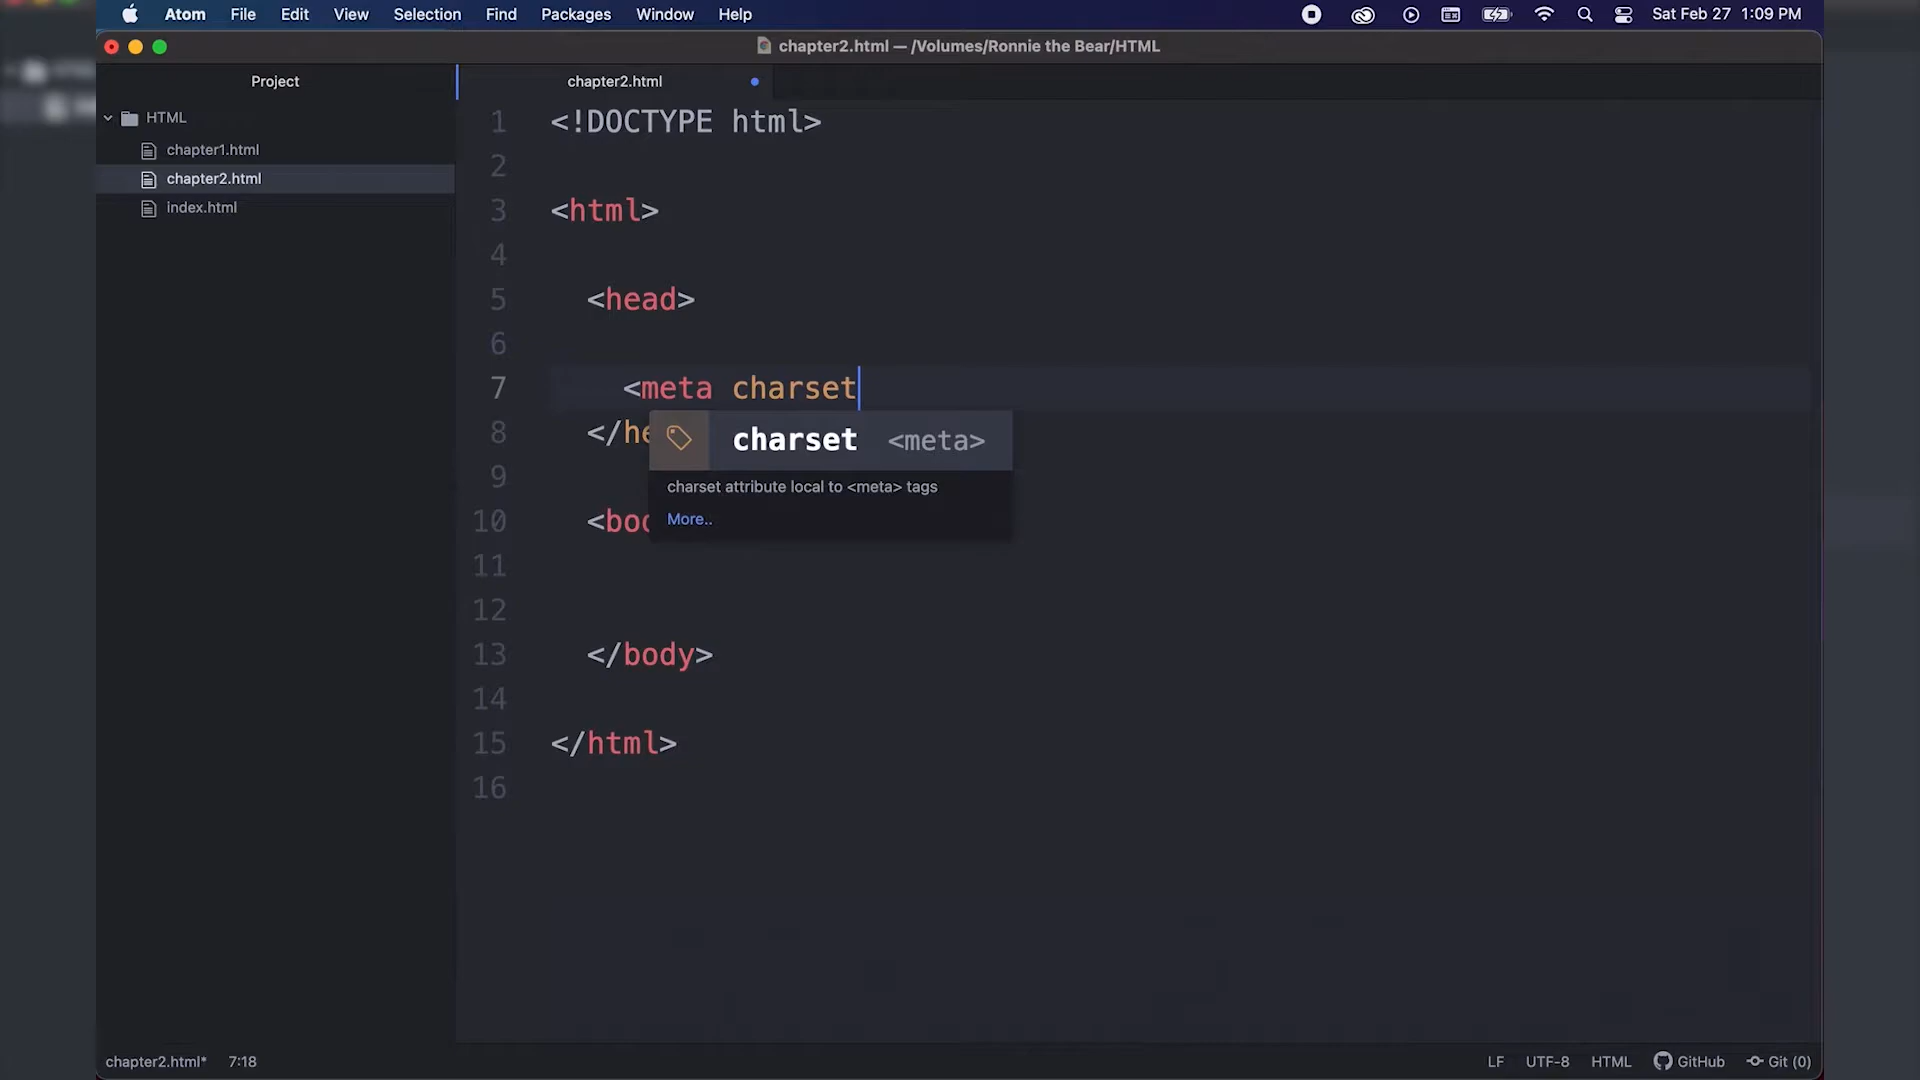 Atom File Edit View Selection Find Packages Window Help Sat Feb 27 1:09 PM
chapter2.html — /Volumes/Ronnie the Bear/HTML
Project
HTML
chapter1.html
chapter2.html
index.html
chapter2.html
1 <!DOCTYPE html>
2
3 <html>
4
5 <head>
6
7 <meta charset
8 </he
9
10 <bod
11
12
13 </body>
14
15 </html>
16
charset <meta>
charset attribute local to <meta> tags
More..
chapter2.html* 7:18 LF UTF-8 HTML GitHub Git (0)